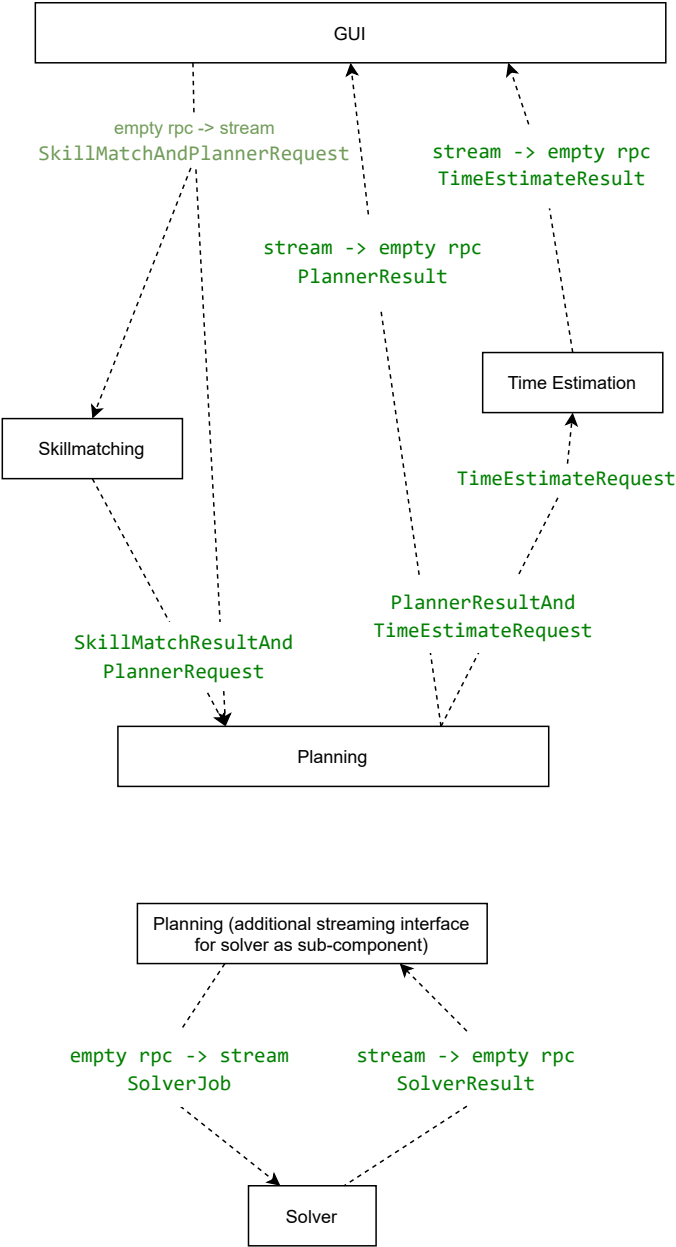 GUI
empty rpc -> stream
SkillMatchAndPlannerRequest
stream -> empty rpc
TimeEstimateResult
stream -> empty rpc
PlannerResult
Time Estimation
Skillmatching
TimeEstimateRequest
PlannerResultAnd
TimeEstimateRequest
SkillMatchResultAnd
PlannerRequest
Planning
Planning (additional streaming interface
for solver as sub-component)
empty rpc -> stream
SolverJob
stream -> empty rpc
SolverResult
Solver